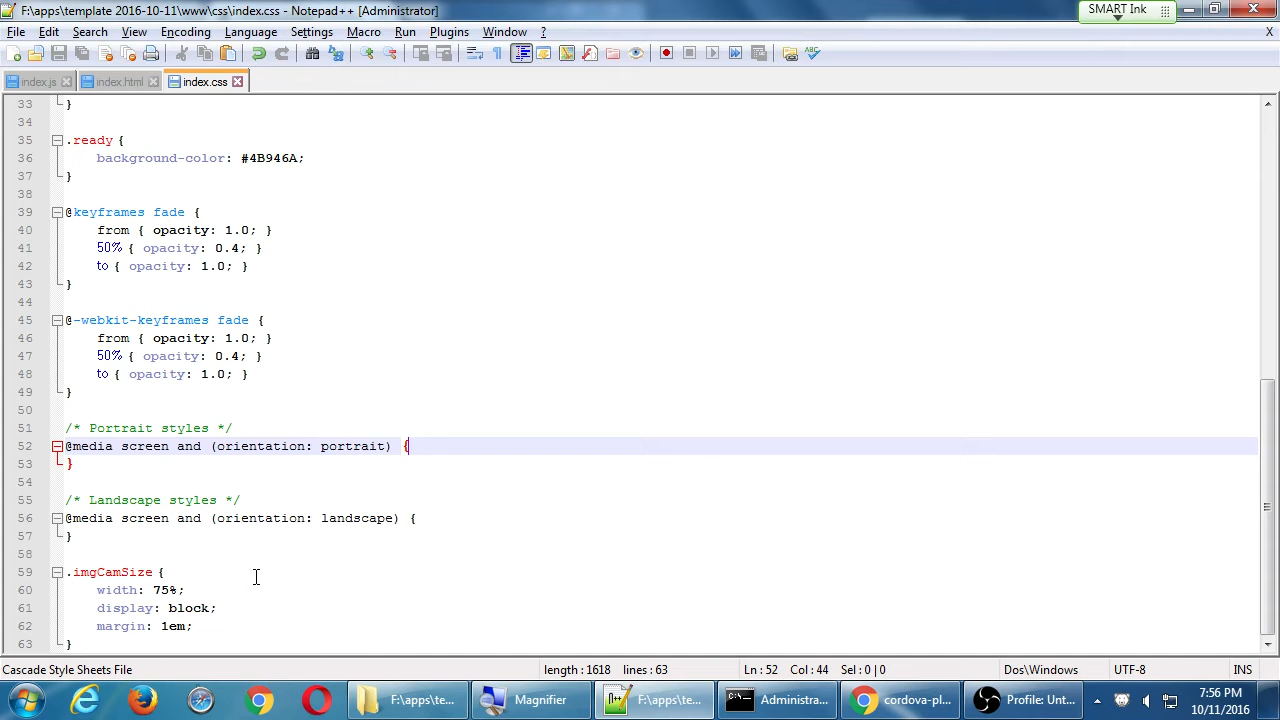 F:\apps\template 2016-10-11\www\css\index.css - Notepad++ [Administrator]
SMART Ink
File Edit Search View Encoding Language Settings Macro Run Plugins Window ? X
index.js index.html index.css
33 }
34
35 .ready {
36 background-color: #4B946A;
37 }
38
39 @keyframes fade {
40 from { opacity: 1.0; }
41 50% { opacity: 0.4; }
42 to { opacity: 1.0; }
43 }
44
45 @-webkit-keyframes fade {
46 from { opacity: 1.0; }
47 50% { opacity: 0.4; }
48 to { opacity: 1.0; }
49 }
50
51 /* Portrait styles */
52 @media screen and (orientation: portrait) {
53 }
54
55 /* Landscape styles */
56 @media screen and (orientation: landscape) {
57 }
58
59 .imgCamSize {
60 width: 75%;
61 display: block;
62 margin: 1em;
63 }
Cascade Style Sheets File length : 1618 lines : 63 Ln : 52 Col : 44 Sel : 0 | 0 Dos\Windows UTF-8 INS
F:\apps\te... Magnifier F:\apps\te... Administra... cordova-pl... Profile: Unt... 7:56 PM
10/11/2016